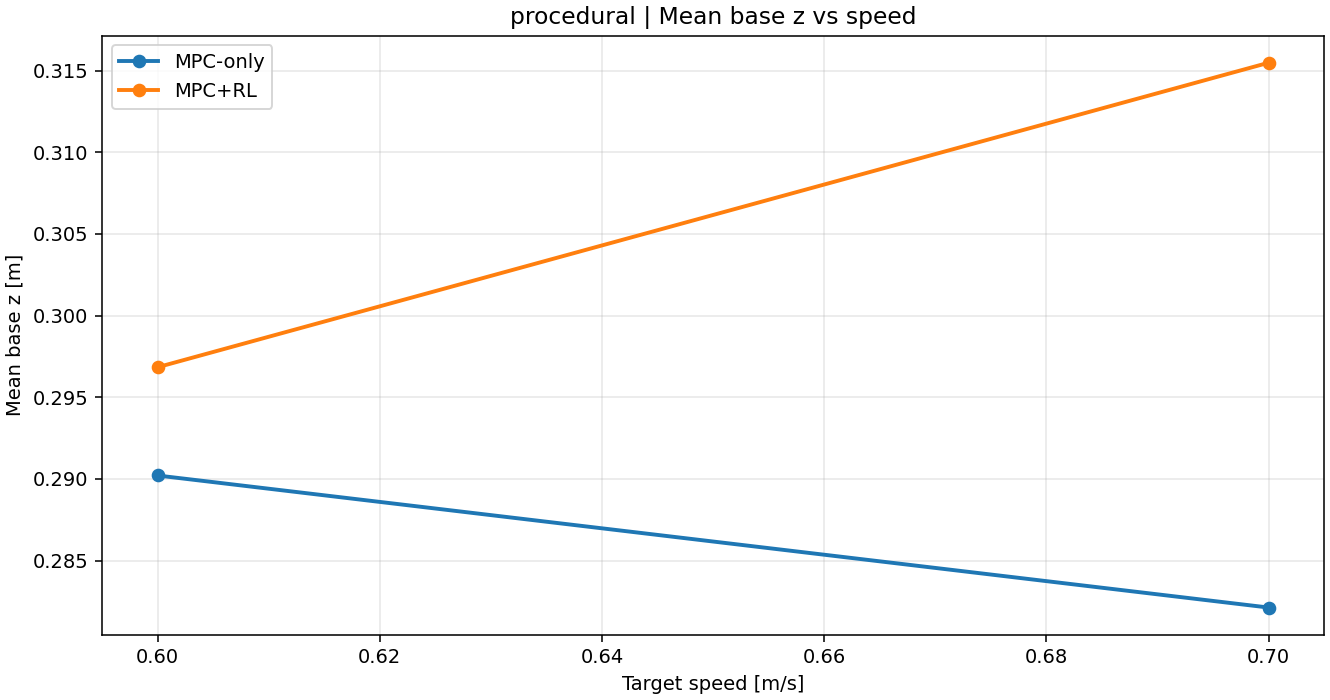 procedural | Mean base z vs speed
MPC-only
MPC+RL
Mean base z [m]
0.315
0.310
0.305
0.300
0.295
0.290
0.285
0.60
0.62
0.64
0.66
0.68
0.70
Target speed [m/s]